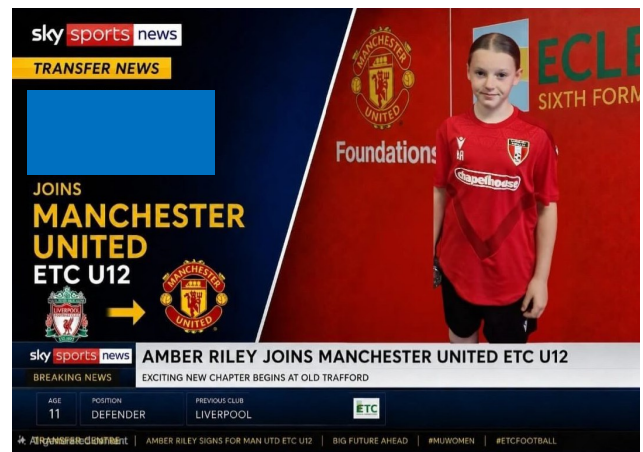 sky sports news
TRANSFER NEWS
JOINS
MANCHESTER
UNITED
ETC U12
LIVERPOOL
MANCHESTER
UNITED
MANCHESTER
UNITED
Foundation
ECLE
SIXTH FORM
AR
chapelhouse
sky sports news
AMBER RILEY JOINS MANCHESTER UNITED ETC U12
BREAKING NEWS
EXCITING NEW CHAPTER BEGINS AT OLD TRAFFORD
AGE
11
POSITION
DEFENDER
PREVIOUS CLUB
LIVERPOOL
ETC
AMBER RILEY SIGNS FOR MAN UTD ETC U12 | BIG FUTURE AHEAD | #MUWOMEN | #ETCFOOTBALL